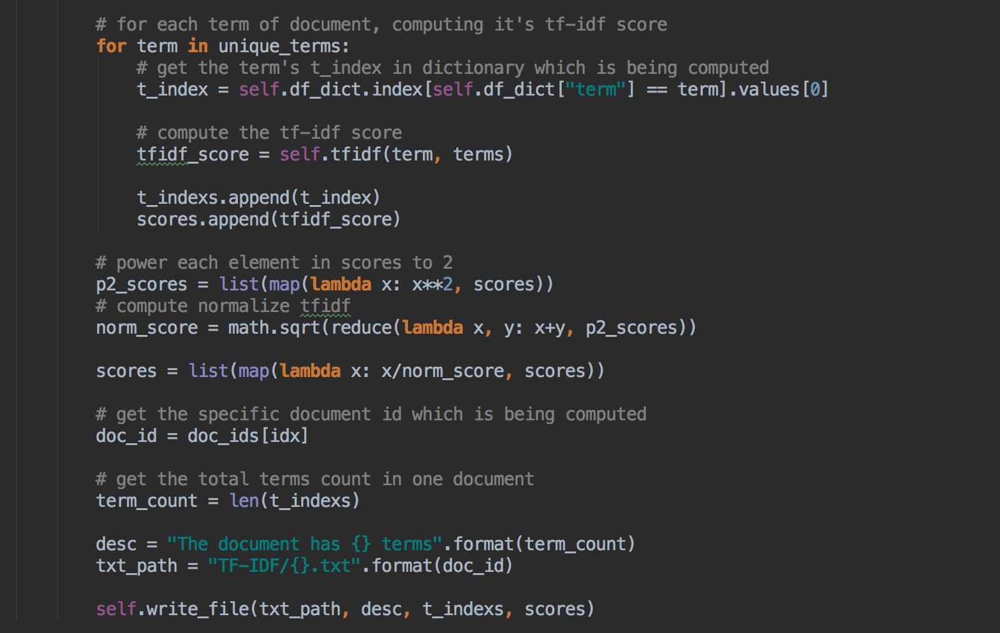 # for each term of document, computing it's tf-idf score
for term in unique_terms:
# get the term's t_index in dictionary which is being computed
t_index = self.df_dict.index[self.df_dict["term"] == term].values[0]
# compute the tf-idf score
tfidf_score = self.tfidf(term, terms)
t_indexs.append(t_index)
scores.append(tfidf_score)
# power each element in scores to 2
p2_scores = list(map(lambda x: x**2, scores))
# compute normalize tfidf
norm_score = math.sqrt(reduce(lambda x, y: x+y, p2_scores))
scores = list(map(lambda x: x/norm_score, scores))
# get the specific document id which is being computed
doc_id = doc_ids[idx]
# get the total terms count in one document
term_count = len(t_indexs)
desc = "The document has {} terms".format(term_count)
txt_path = "TF-IDF/{}.txt".format(doc_id)
self.write_file(txt_path, desc, t_indexs, scores)